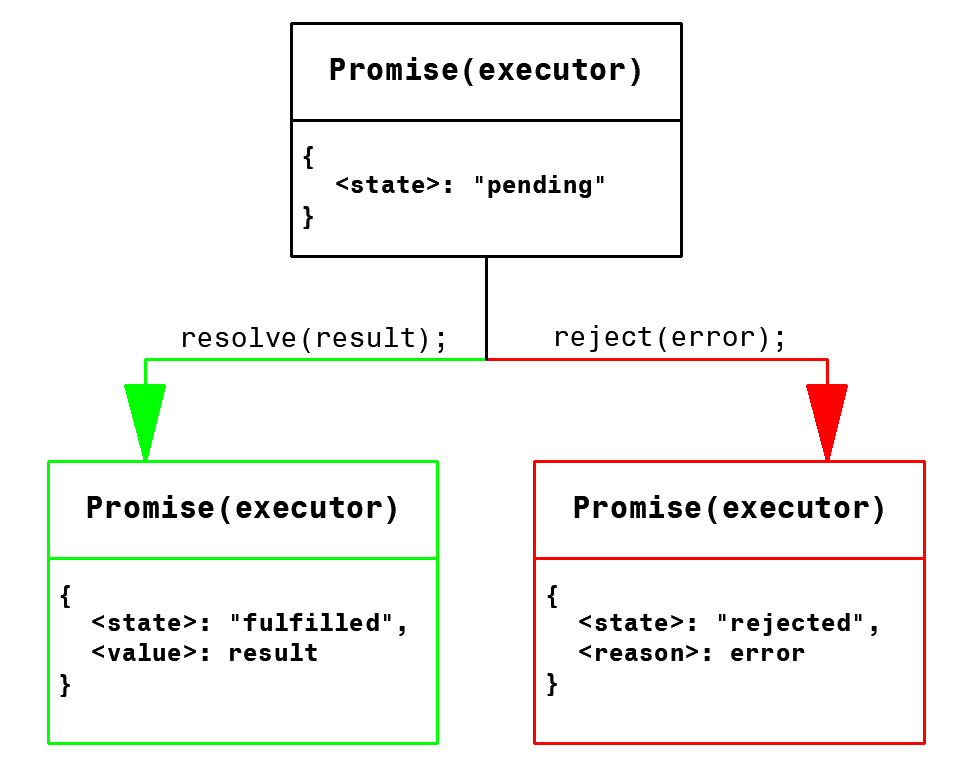 Promise(executor)
{
<state>: "pending"
}
resolve(result);
reject(error);
Promise(executor)
{
<state>: "fulfilled",
<value>: result
}
Promise(executor)
{
<state>: "rejected",
<reason>: error
}